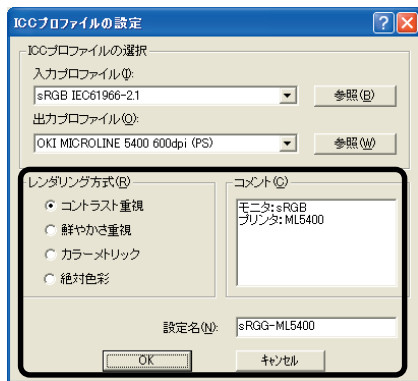 ICCプロファイルの設定
ICCプロファイルの選択
入力プロファイル(I):
sRGB IEC61966-2.1
参照(B)
出力プロファイル(O):
OKI MICROLINE 5400 600dpi (PS)
参照(W)
レンダリング方式(R)
コントラスト重視
鮮やかさ重視
カラーメトリック
絶対色彩
コメント(C)
モニタ:sRGB
プリンタ:ML5400
設定名(N):
sRGG-ML5400
OK
キャンセル